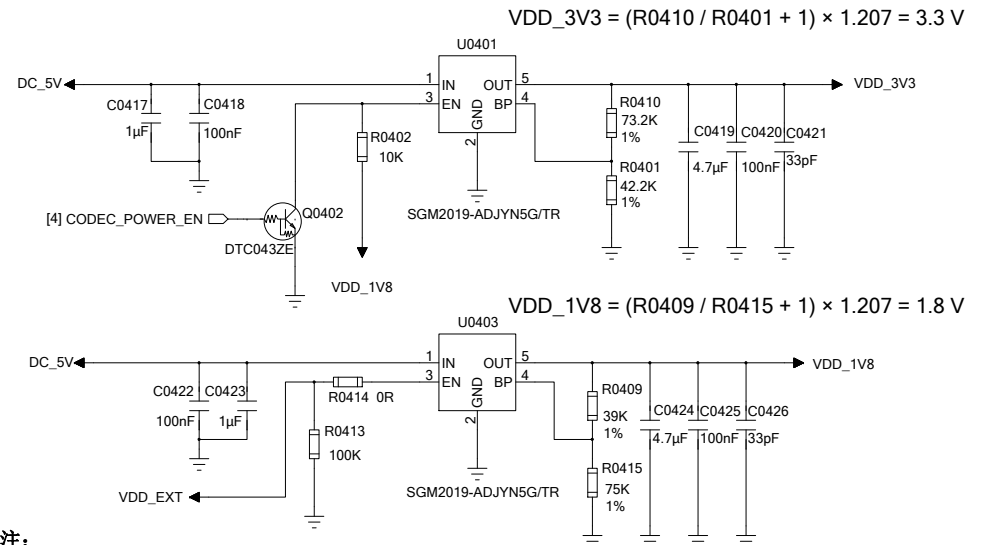 VDD_3V3 = (R0410 / R0401 + 1) × 1.207 = 3.3 V
U0401
DC_5V
1 IN OUT 5
VDD_3V3
3 EN BP 4
GND
2
C0417
1µF
C0418
100nF
R0402
10K
R0410
73.2K
1%
R0401
42.2K
1%
C0419
4.7µF
C0420
100nF
C0421
33pF
SGM2019-ADJYN5G/TR
[4] CODEC_POWER_EN
Q0402
DTC043ZE
VDD_1V8
VDD_1V8 = (R0409 / R0415 + 1) × 1.207 = 1.8 V
U0403
DC_5V
1 IN OUT 5
VDD_1V8
3 EN BP 4
GND
2
C0422
100nF
C0423
1µF
R0414 0R
R0413
100K
R0409
39K
1%
R0415
75K
1%
C0424
4.7µF
C0425
100nF
C0426
33pF
SGM2019-ADJYN5G/TR
VDD_EXT
注: